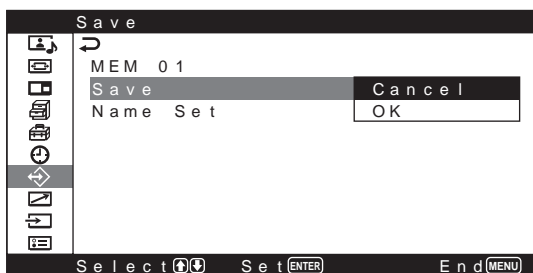 Save
MEM 01
Save Cancel
Name Set OK
Select Set ENTER End MENU